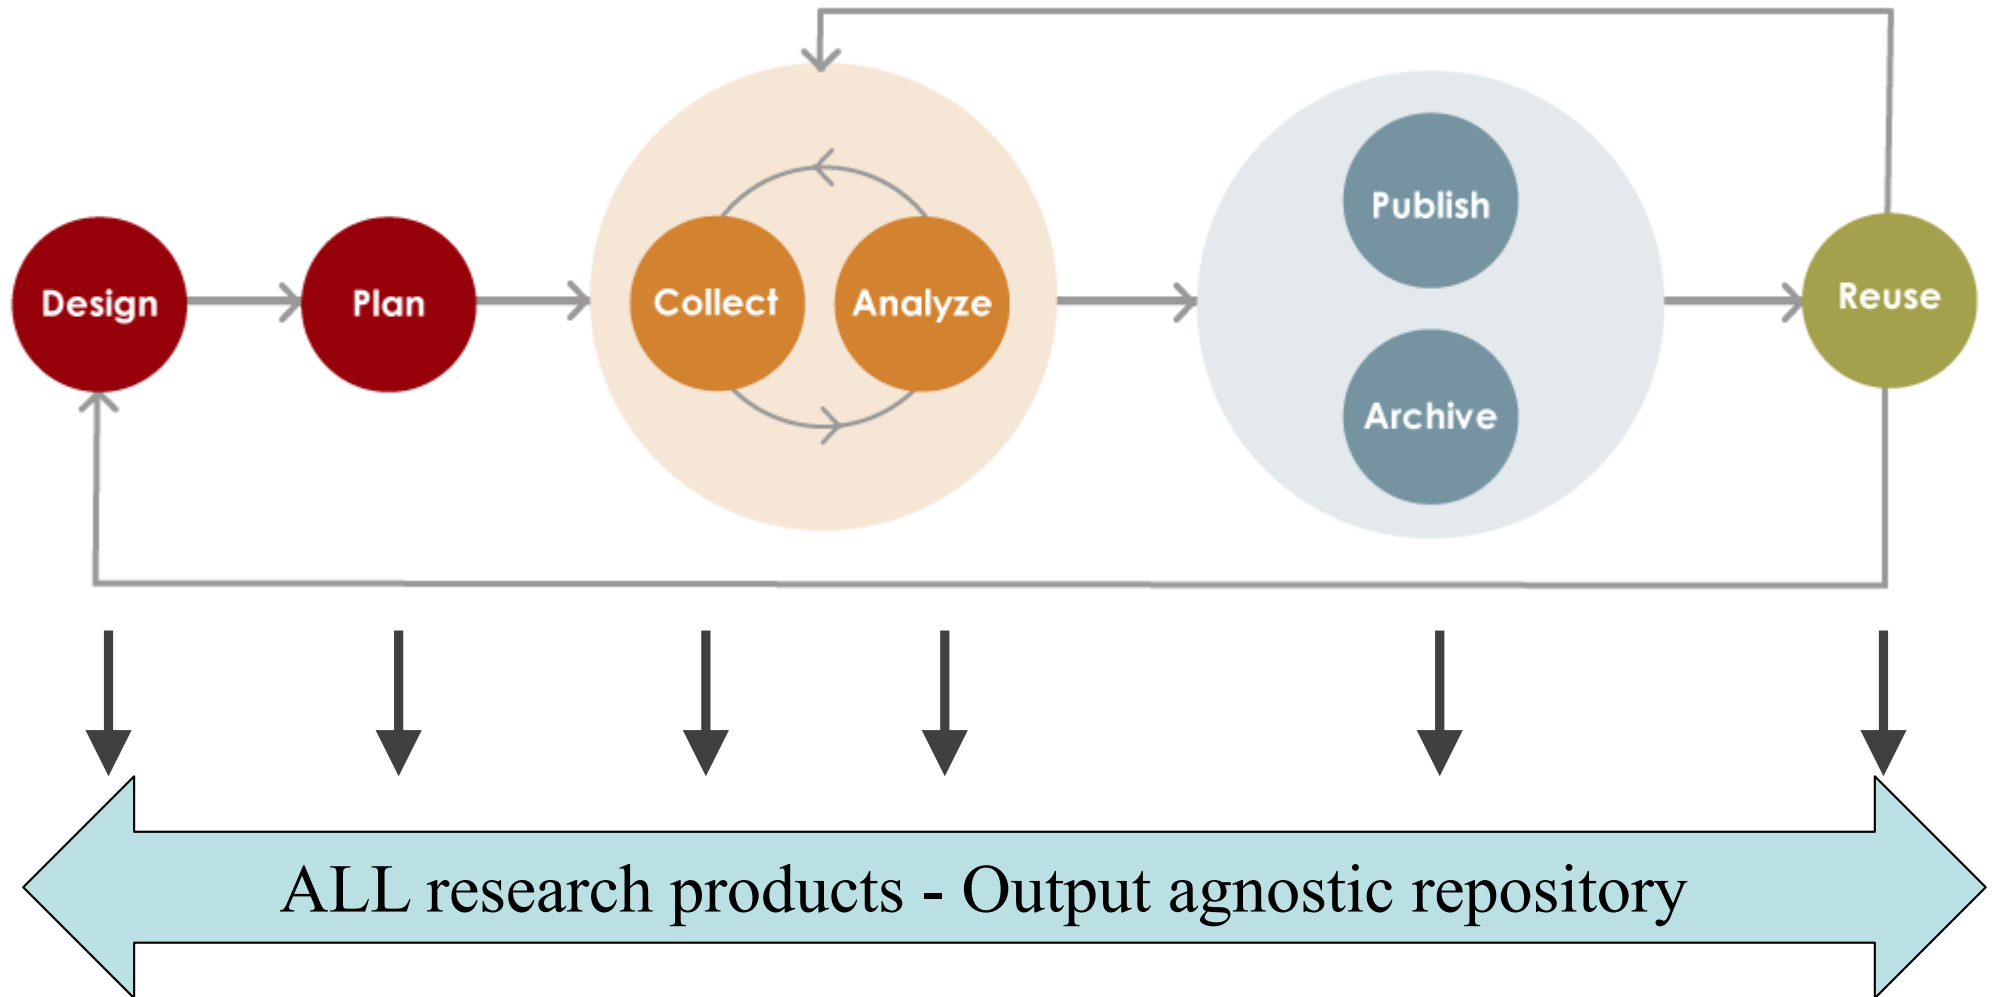 Design
Plan
Collect
Analyze
Publish
Archive
Reuse
ALL research products - Output agnostic repository